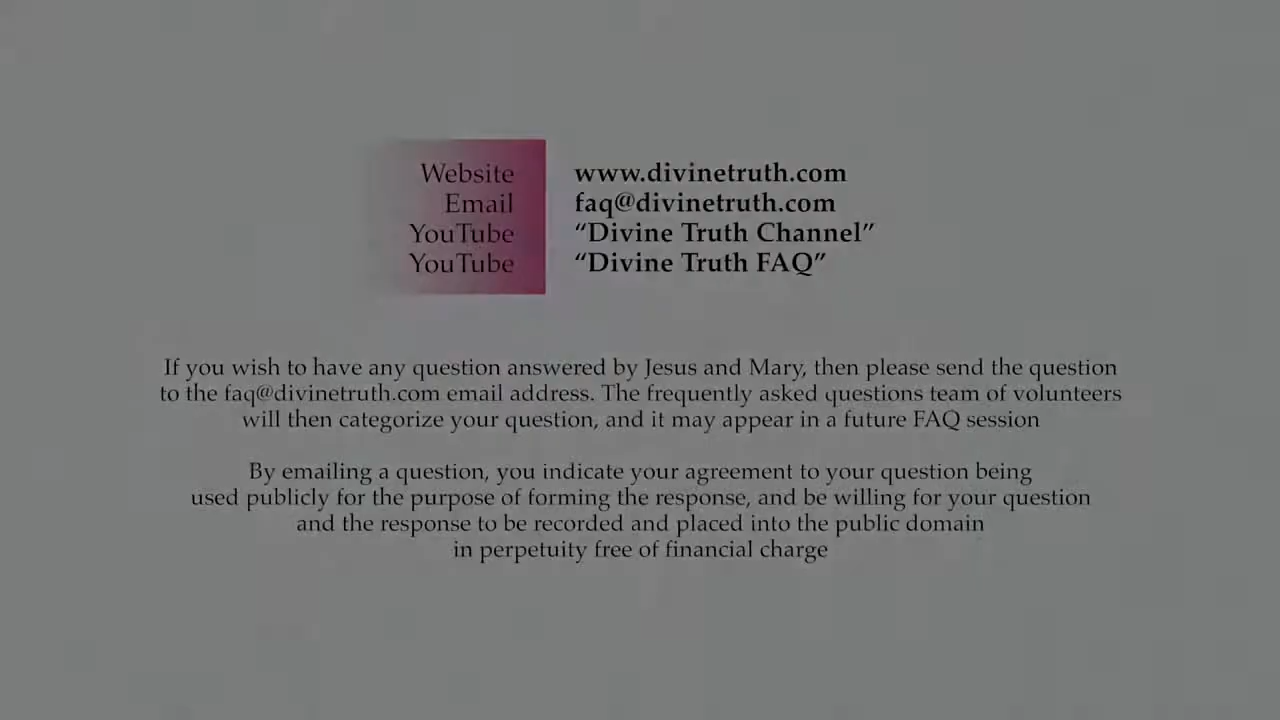 Website www.divinetruth.com
Email faq@divinetruth.com
YouTube “Divine Truth Channel”
YouTube “Divine Truth FAQ”
If you wish to have any question answered by Jesus and Mary, then please send the question
to the faq@divinetruth.com email address. The frequently asked questions team of volunteers
will then categorize your question, and it may appear in a future FAQ session
By emailing a question, you indicate your agreement to your question being
used publicly for the purpose of forming the response, and be willing for your question
and the response to be recorded and placed into the public domain
in perpetuity free of financial charge